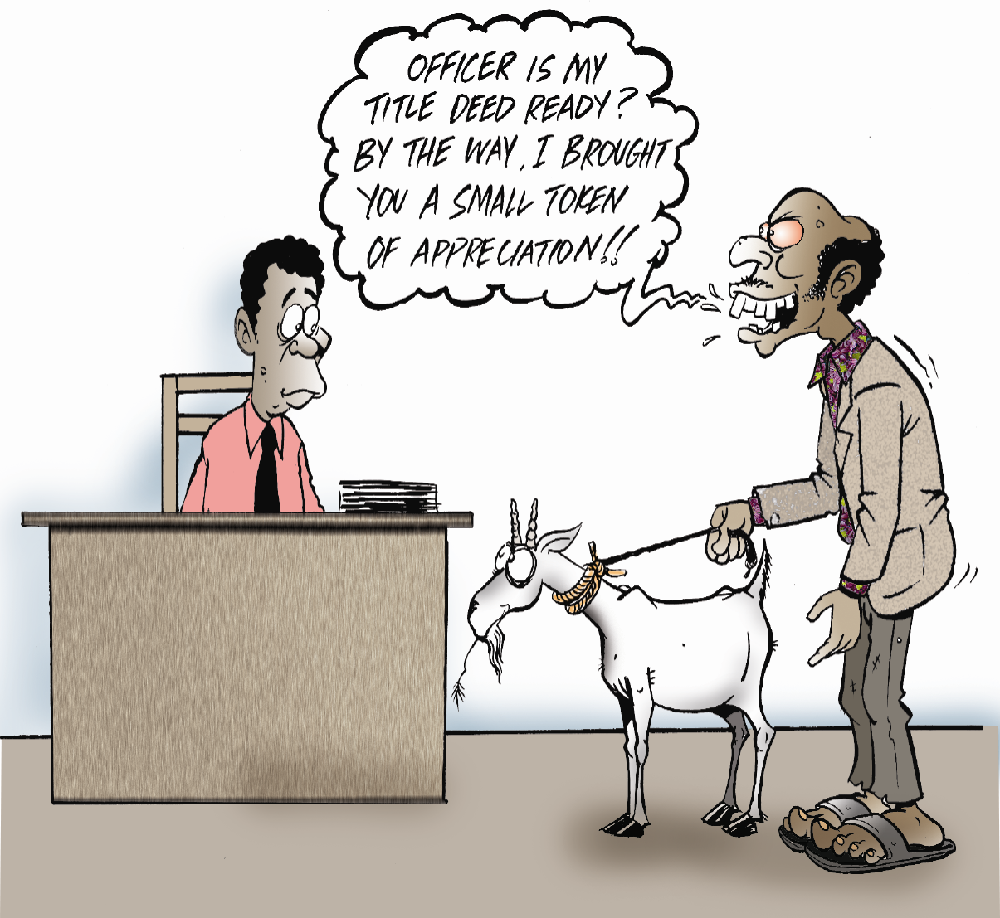 OFFICER IS MY
TITLE DEED READY?
BY THE WAY, I BROUGHT
YOU A SMALL TOKEN
OF APPRECIATION!!